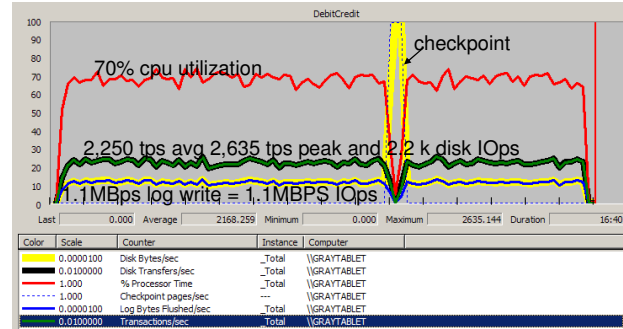 DebitCredit
100
90
80
70
60
50
40
30
20
10
0
checkpoint
70% cpu utilization
2,250 tps avg 2,635 tps peak and 2.2 k disk IOps
1.1MBps log write = 1.1MBPS IOps
Last 0.000 Average 2168.259 Minimum 0.000 Maximum 2635.144 Duration 16:40
Color Scale Counter Instance Computer
0.0000100 Disk Bytes/sec _Total \\GRAYTABLET
0.0100000 Disk Transfers/sec _Total \\GRAYTABLET
1.000 % Processor Time _Total \\GRAYTABLET
1.000 Checkpoint pages/sec --- \\GRAYTABLET
0.0000100 Log Bytes Flushed/sec _Total \\GRAYTABLET
0.0100000 Transactions/sec _Total \\GRAYTABLET